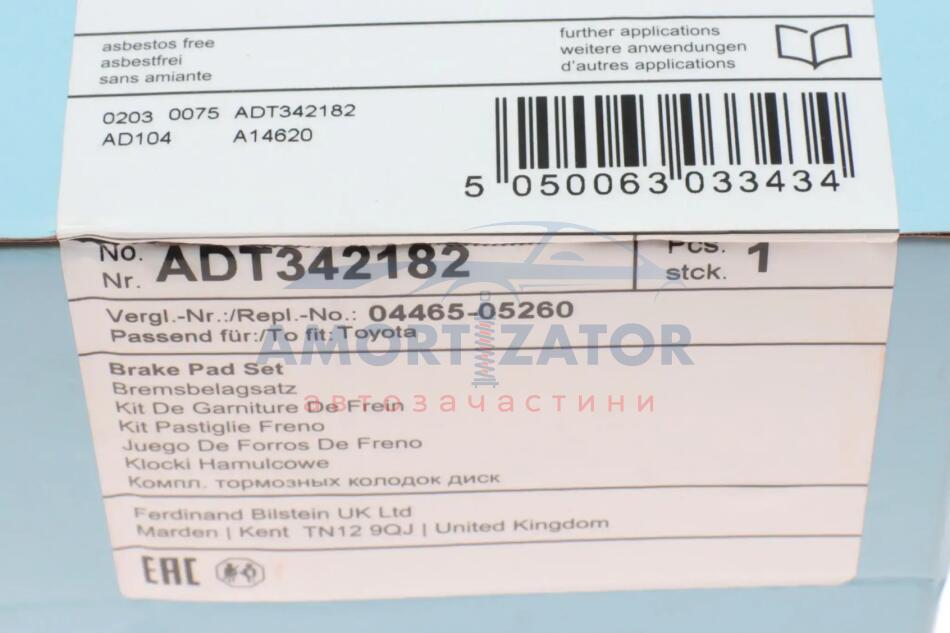 asbestos free
asbestfrei
sans amiante
further applications
weitere anwendungen
d'autres applications
0203 0075 ADT342182
AD104 A14620
5 050063 033434
No.
Nr. ADT342182
Pcs.
stck. 1
Vergl.-Nr.:/Repl.-No.: 04465-05260
Passend für:/To fit: Toyota
AMORTIZATOR
Brake Pad Set
Bremsbelagsatz
автозачастини
Kit De Garniture De Frein
Kit Pastiglie Freno
Juego De Forros De Freno
Klocki Hamulcowe
Компл. тормозных колодок диск
Ferdinand Bilstein UK Ltd
Marden | Kent TN12 9QJ | United Kingdom
EAC